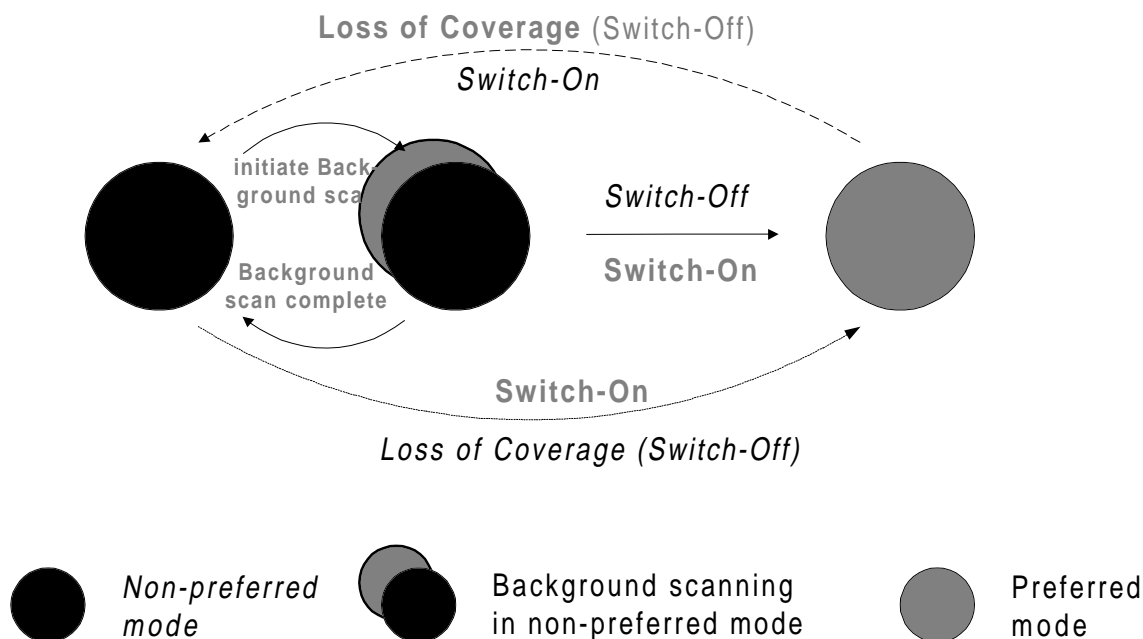 Loss of Coverage (Switch-Off)
Switch-On
initiate Back-
ground sca
Switch-Off
Switch-On
Background
scan complete
Switch-On
Loss of Coverage (Switch-Off)
Non-preferred
mode
Background scanning
in non-preferred mode
Preferred
mode